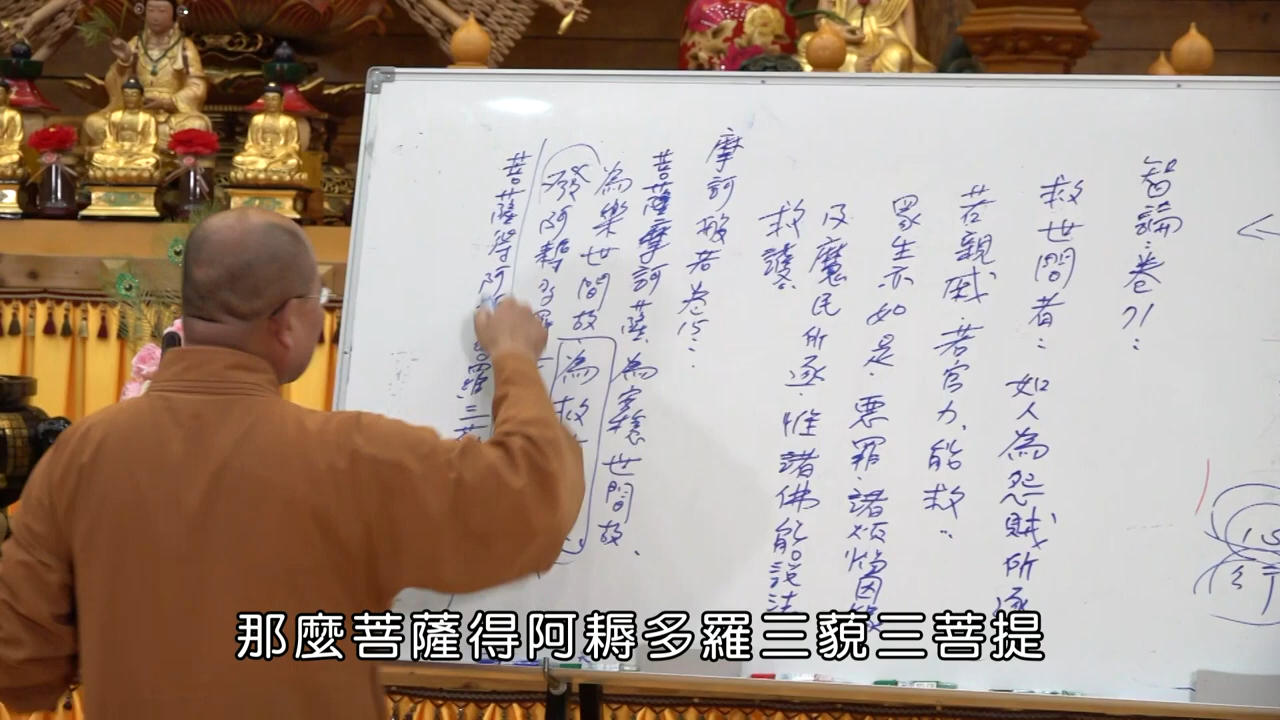 智論卷71:
救世間者:如人為怨賊所逐
若親戚.若官力.能救:
眾生亦如是.惡罪.諸煩惱因緣
及魔民所逐.惟諸佛能說法
救護.
摩訶般若卷15:
菩薩摩訶薩.為安穩世間故.
為樂世間故.為救
發阿耨多羅
菩薩得阿 羅三
那麼菩薩得阿耨多羅三藐三菩提